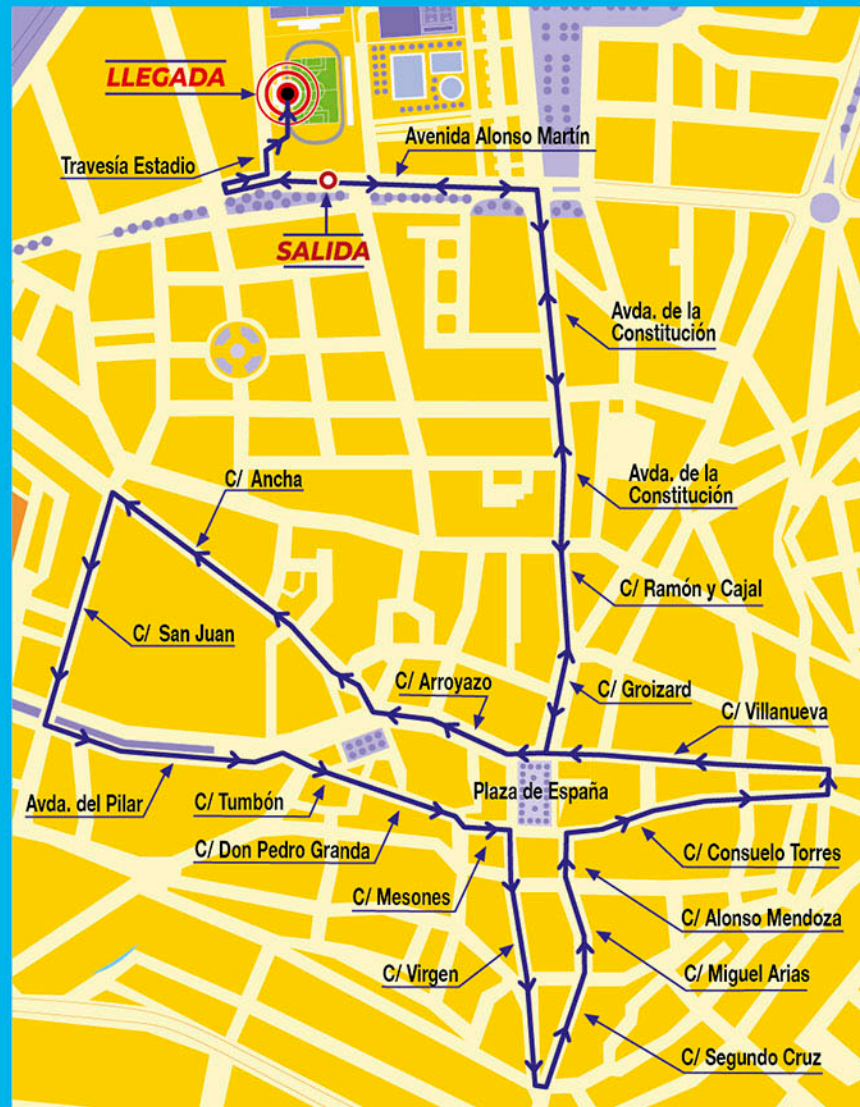 LLEGADA
Avenida Alonso Martín
Travesía Estadio
SALIDA
Avda. de la
Constitución
Avda. de la
Constitución
C/ Ancha
C/ Ramón y Cajal
C/ San Juan
C/ Arroyazo
C/ Groizard
C/ Villanueva
Plaza de España
Avda. del Pilar
C/ Tumbón
C/ Don Pedro Granda
C/ Consuelo Torres
C/ Mesones
C/ Alonso Mendoza
C/ Virgen
C/ Miguel Arias
C/ Segundo Cruz